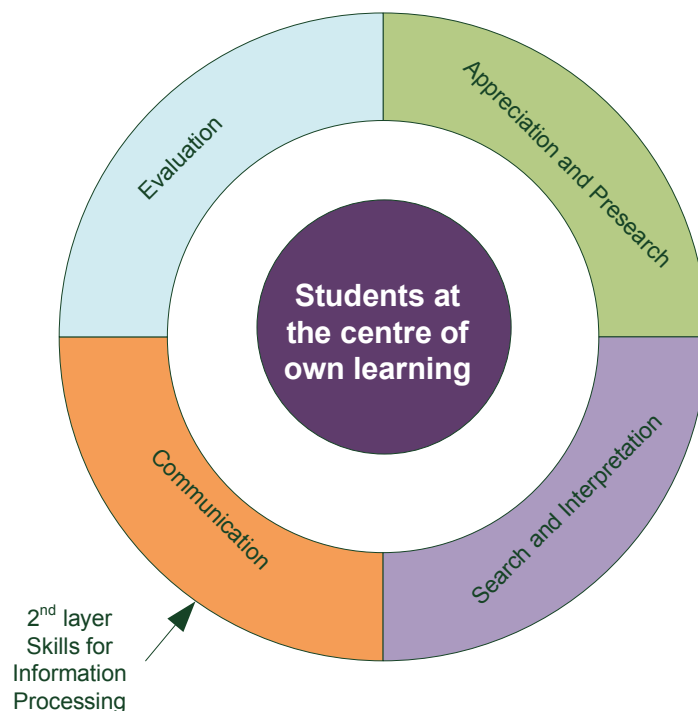 Evaluation
Appreciation and Presearch
Students at
the centre of
own learning
Communication
Search and Interpretation
2nd layer
Skills for
Information
Processing